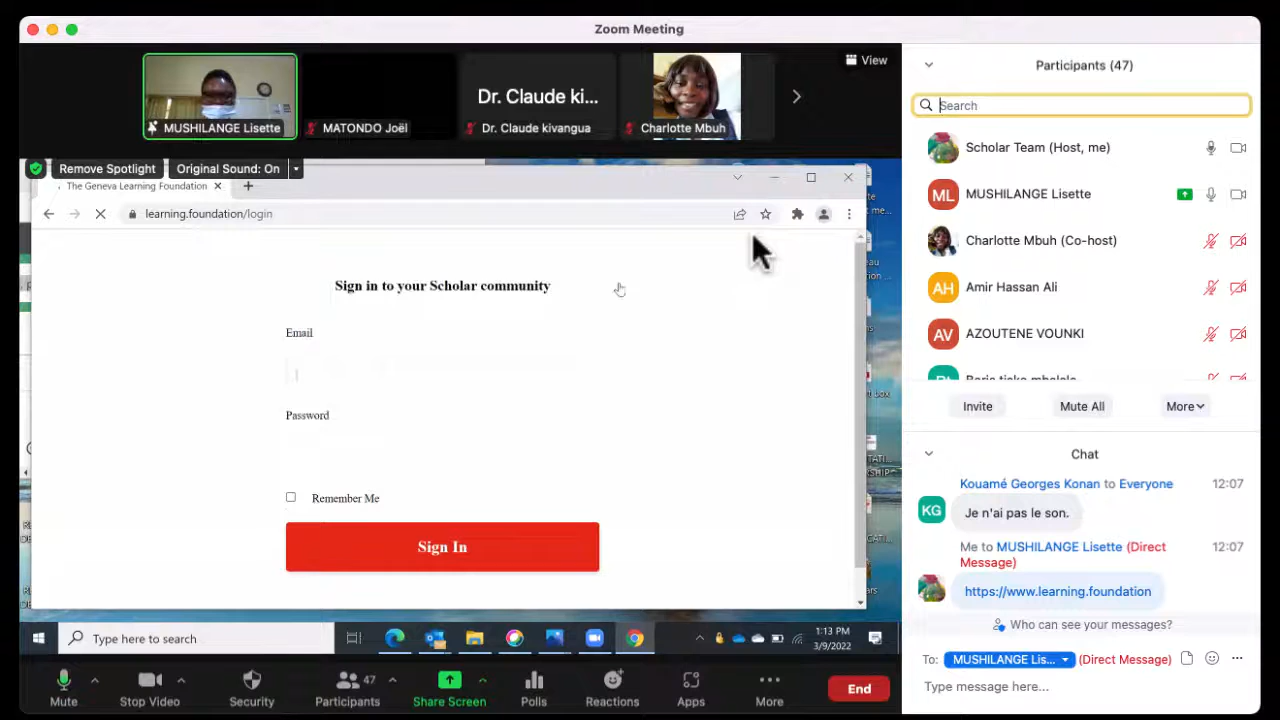 Zoom Meeting
View
MUSHILANGE Lisette
MATONDO Joël
Dr. Claude ki...
Dr. Claude kivangua
Charlotte Mbuh
Remove Spotlight
Original Sound: On
The Geneva Learning Foundation
learning.foundation/login
Sign in to your Scholar community
Email
Password
Remember Me
Sign In
Type here to search
1:13 PM
3/9/2022
Mute
Stop Video
Security
47
Participants
Share Screen
Polls
Reactions
Apps
More
End
Participants (47)
Search
Scholar Team (Host, me)
ML
MUSHILANGE Lisette
Charlotte Mbuh (Co-host)
AH
Amir Hassan Ali
AV
AZOUTENE VOUNKI
Invite
Mute All
More
Chat
Kouamé Georges Konan to Everyone
12:07
KG
Je n'ai pas le son.
Me to MUSHILANGE Lisette (Direct
Message)
12:07
https://www.learning.foundation
Who can see your messages?
To:
MUSHILANGE Lis...
(Direct Message)
Type message here...